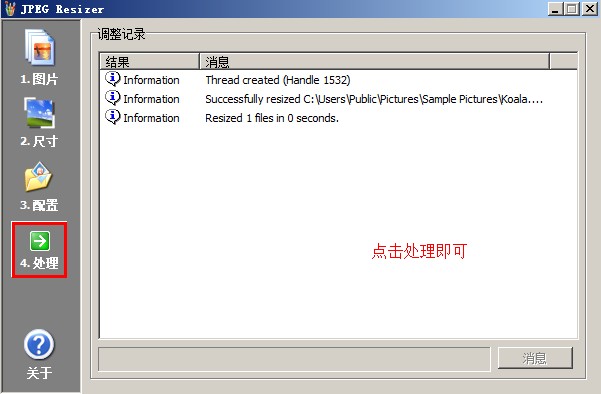 JPEG Resizer
调整记录
结果 消息
Information Thread created (Handle 1532)
Information Successfully resized C:\Users\Public\Pictures\Sample Pictures\Koala....
Information Resized 1 files in 0 seconds.
1.图片
2.尺寸
3.配置
4.处理
点击处理即可
消息
关于